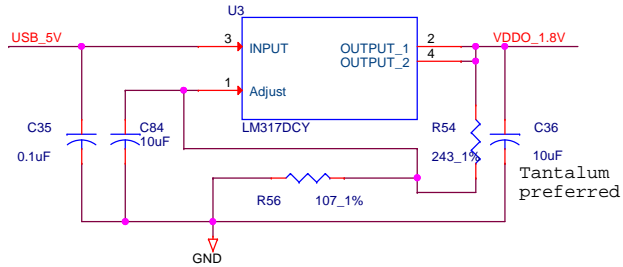 U3
USB_5V
3
INPUT
OUTPUT_1
2
VDDO_1.8V
OUTPUT_2
4
1
Adjust
LM317DCY
C35
0.1uF
C84
10uF
R54
243_1%
C36
10uF
Tantalum
preferred
R56
107_1%
GND